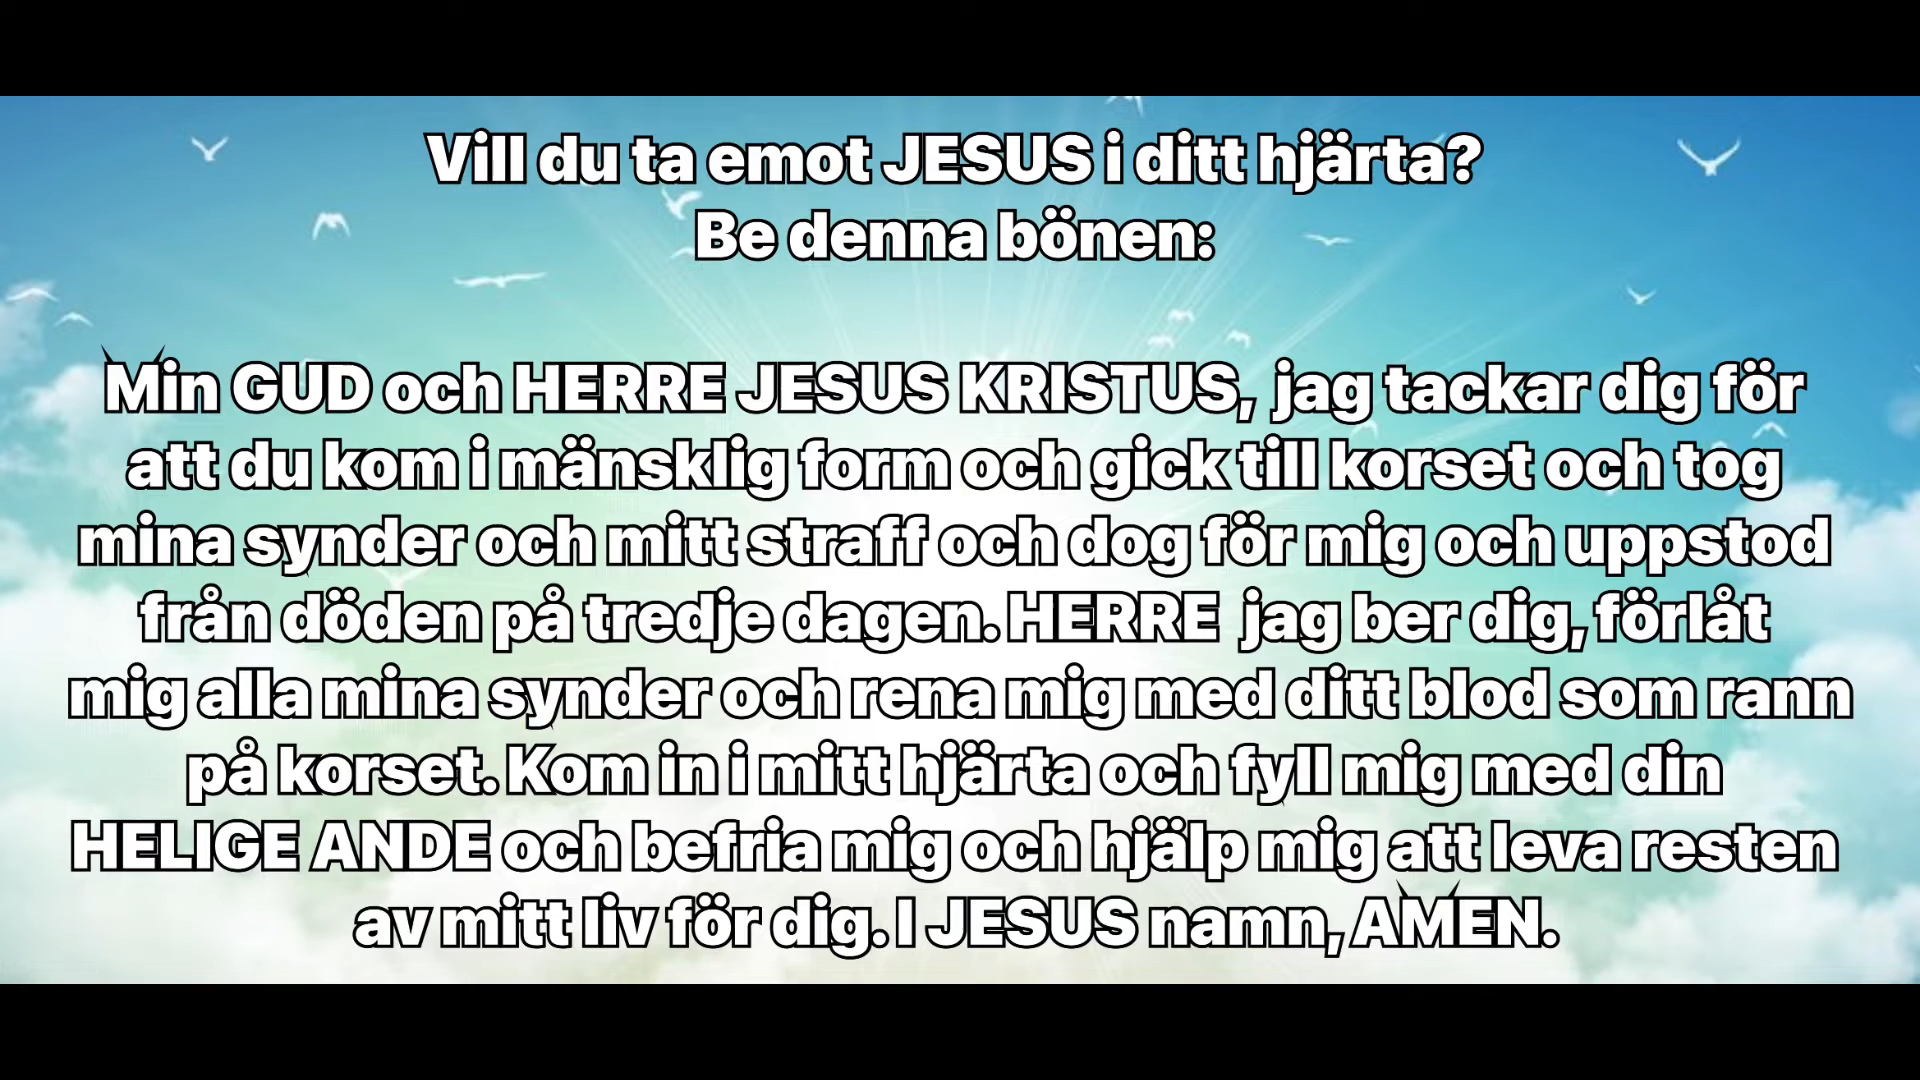 Vill du ta emot JESUS i ditt hjärta?
Be denna bönen:
Min GUD och HERRE JESUS KRISTUS, jag tackar dig för
att du kom i mänsklig form och gick till korset och tog
mina synder och mitt straff och dog för mig och uppstod
från döden på tredje dagen. HERRE jag ber dig, förlåt
mig alla mina synder och rena mig med ditt blod som rann
på korset. Kom in i mitt hjärta och fyll mig med din
HELIGE ANDE och befria mig och hjälp mig att leva resten
av mitt liv för dig. I JESUS namn, AMEN.